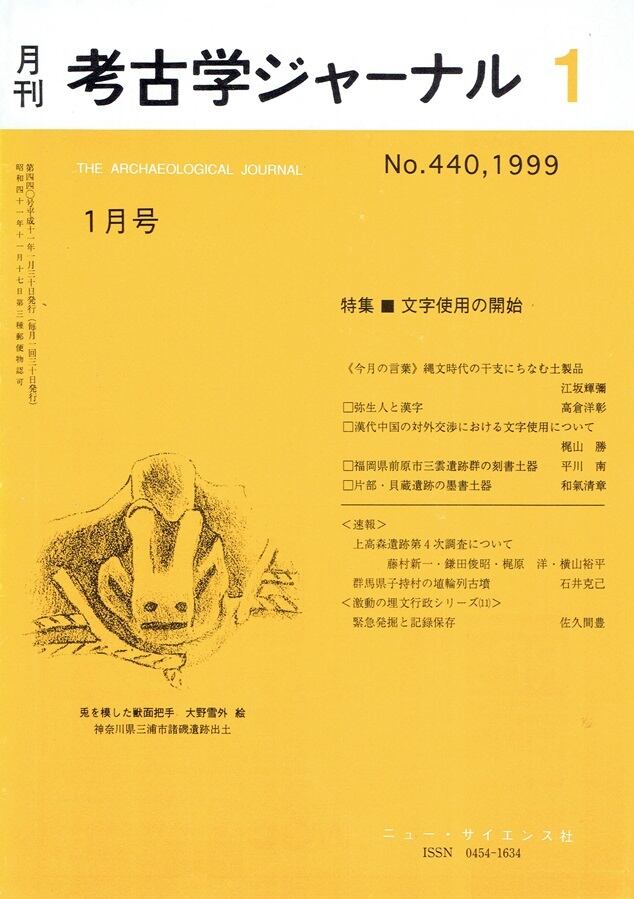 月刊 考古学ジャーナル 1
THE ARCHAEOLOGICAL JOURNAL
No.440,1999
1月号
第四四〇号平成十一年一月三十日発行(毎月一回三十日発行)
昭和四十一年十一月十七日第三種郵便物認可
特集 ■ 文字使用の開始
《今月の言葉》縄文時代の干支にちなむ土製品
江坂輝彌
□弥生人と漢字 高倉洋彰
□漢代中国の対外交渉における文字使用について
梶山 勝
□福岡県前原市三雲遺跡群の刻書土器 平川 南
□片部・貝蔵遺跡の墨書土器 和氣清章
<速報>
上高森遺跡第4次調査について
藤村新一・鎌田俊昭・梶原 洋・横山裕平
群馬県子持村の埴輪列古墳 石井克己
<激動の埋文行政シリーズ(11)>
緊急発掘と記録保存 佐久間豊
兎を模した獣面把手 大野雪外 絵
神奈川県三浦市諸磯遺跡出土
ニュー・サイエンス社
ISSN 0454-1634